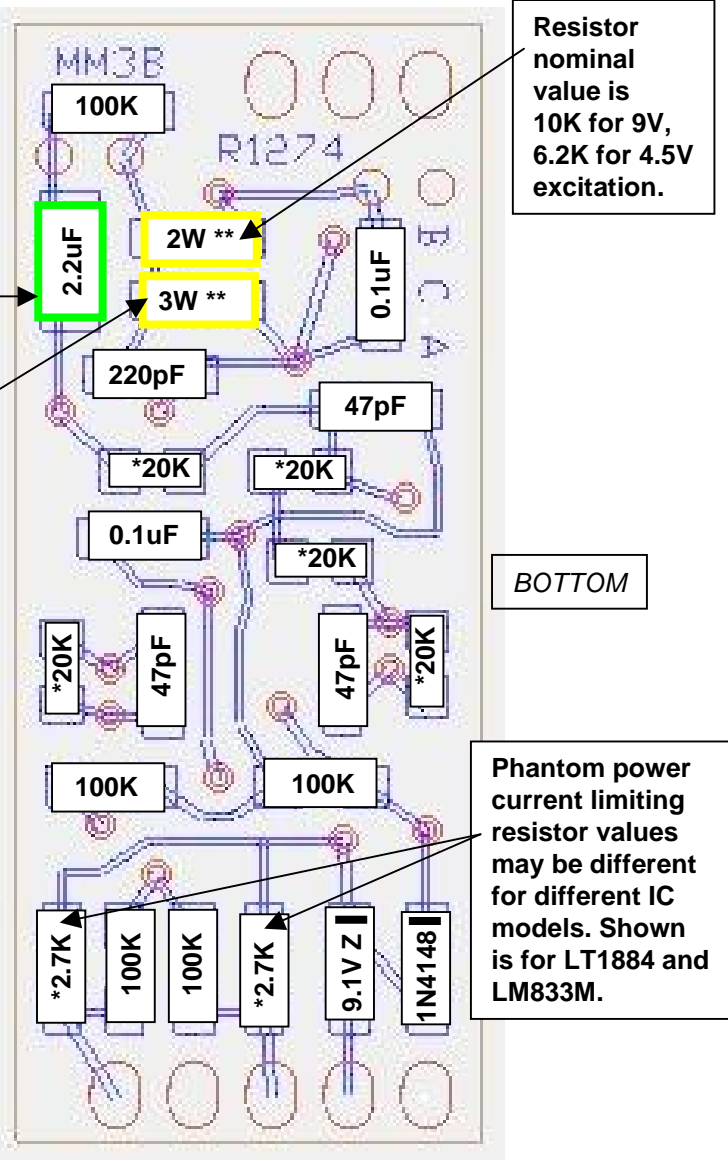 Resistor
nominal
value is
10K for 9V,
6.2K for 4.5V
excitation.
MM3B
100K
R1274
2W **
2.2uF
3W **
0.1uF
B C A
220pF
47pF
*20K
*20K
0.1uF
*20K
BOTTOM
*20K
47pF
47pF
*20K
100K
100K
Phantom power
current limiting
resistor values
may be different
for different IC
models. Shown
is for LT1884 and
LM833M.
*2.7K
100K
100K
*2.7K
9.1V Z
1N4148